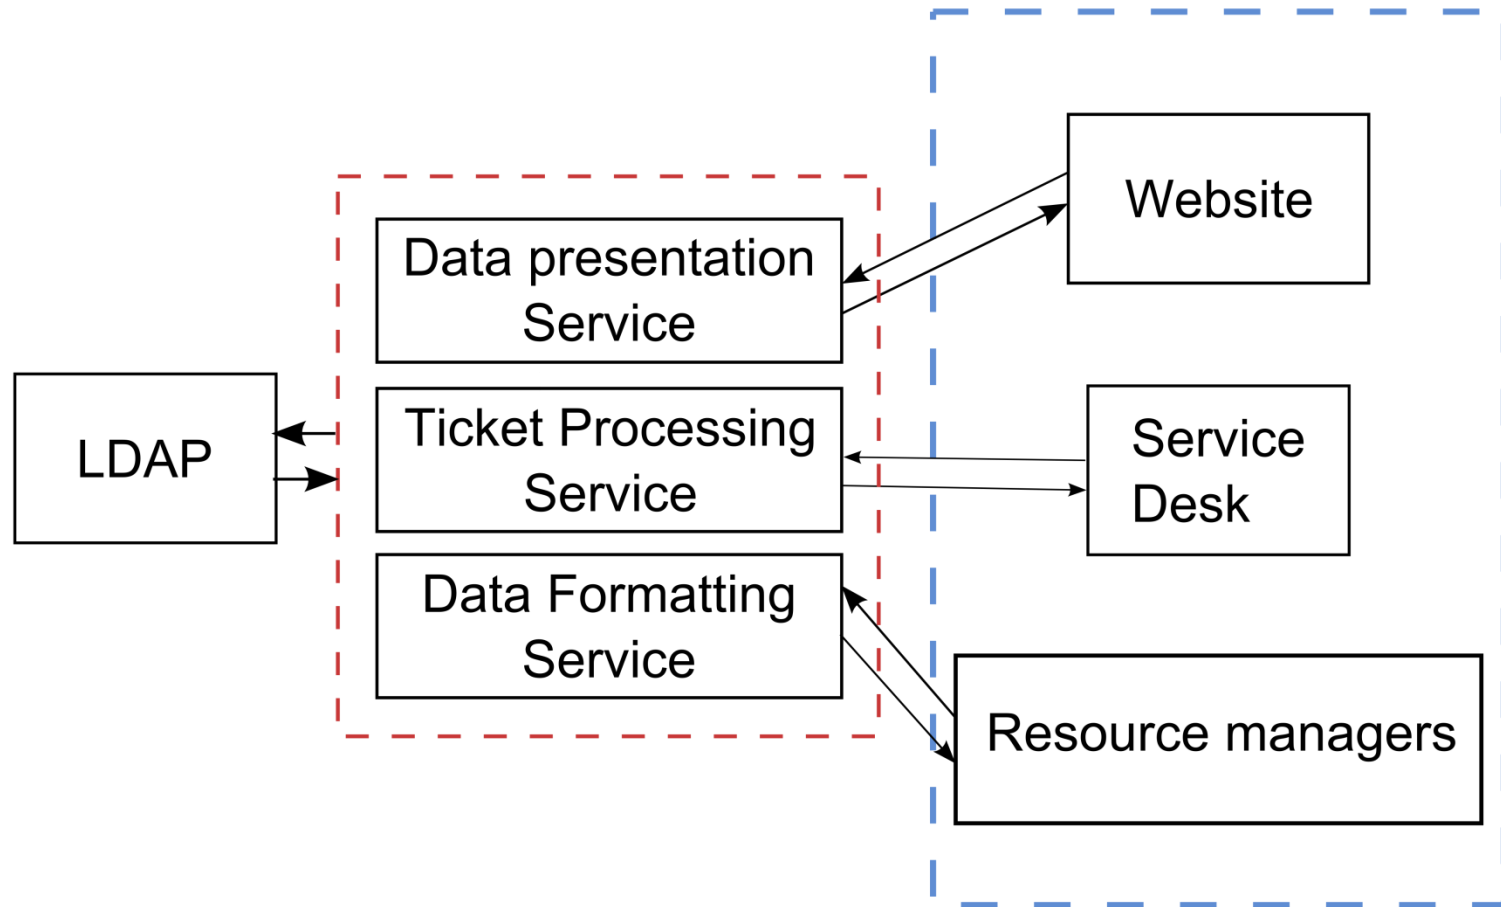 LDAP
Data presentation
Service
Ticket Processing
Service
Data Formatting
Service
Website
Service
Desk
Resource managers